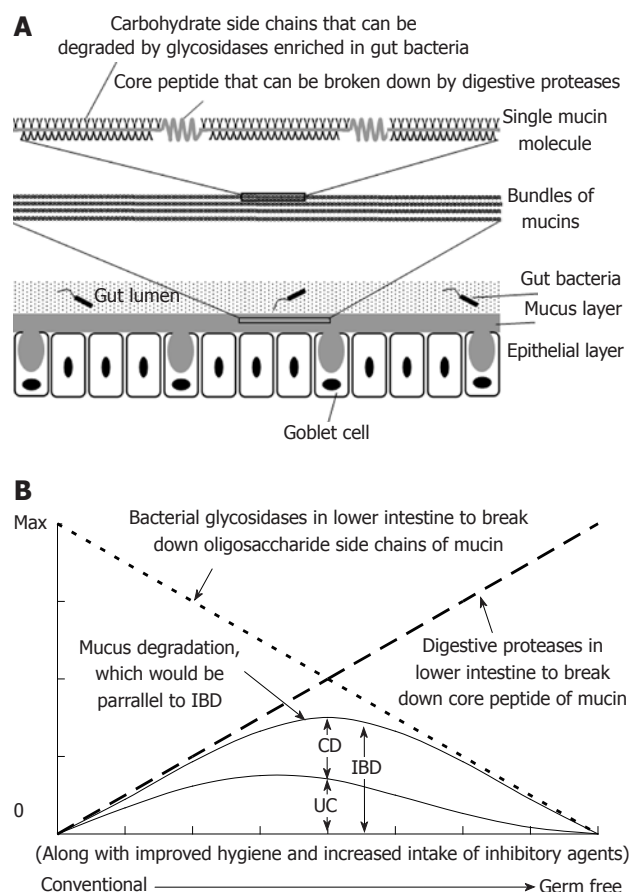 A
Carbohydrate side chains that can be
degraded by glycosidases enriched in gut bacteria
Core peptide that can be broken down by digestive proteases
Single mucin
molecule
Bundles of
mucins
Gut lumen
Gut bacteria
Mucus layer
Epithelial layer
Goblet cell
B
Max
Bacterial glycosidases in lower intestine to break
down oligosaccharide side chains of mucin
Mucus degradation,
which would be
parrallel to IBD
Digestive proteases in
lower intestine to break
down core peptide of mucin
CD
IBD
UC
0
(Along with improved hygiene and increased intake of inhibitory agents)
Conventional
Germ free